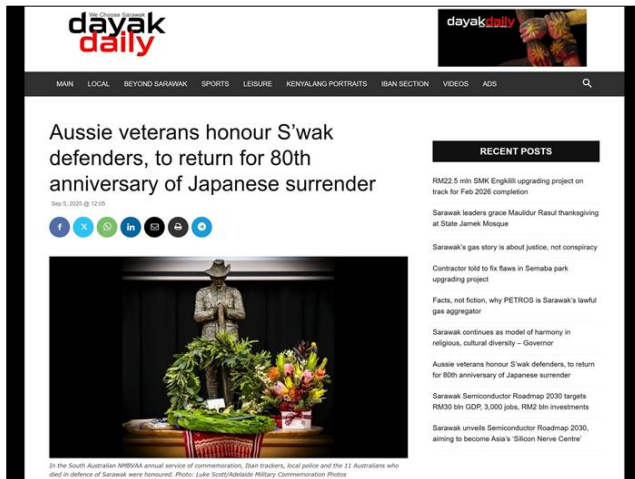 We Choose Sarawak
dayak
daily
dayakdaily
MAIN LOCAL BEYOND SARAWAK SPORTS LEISURE KENYALANG PORTRAITS IBAN SECTION VIDEOS ADS
Aussie veterans honour S'wak
defenders, to return for 80th
anniversary of Japanese surrender
Sep 5, 2025 @ 12:05
In the South Australian NMBVAA annual service of commemoration, Iban trackers, local police and the 11 Australians who
died in defence of Sarawak were honoured. Photo: Luke Scott/Adelaide Military Commemoration Photos
RECENT POSTS
RM22.5 mln SMK Engkilili upgrading project on
track for Feb 2026 completion
Sarawak leaders grace Maulidur Rasul thanksgiving
at State Jamek Mosque
Sarawak's gas story is about justice, not conspiracy
Contractor told to fix flaws in Semaba park
upgrading project
Facts, not fiction, why PETROS is Sarawak's lawful
gas aggregator
Sarawak continues as model of harmony in
religious, cultural diversity – Governor
Aussie veterans honour S'wak defenders, to return
for 80th anniversary of Japanese surrender
Sarawak Semiconductor Roadmap 2030 targets
RM30 bln GDP, 3,000 jobs, RM2 bln investments
Sarawak unveils Semiconductor Roadmap 2030,
aiming to become Asia's 'Silicon Nerve Centre'